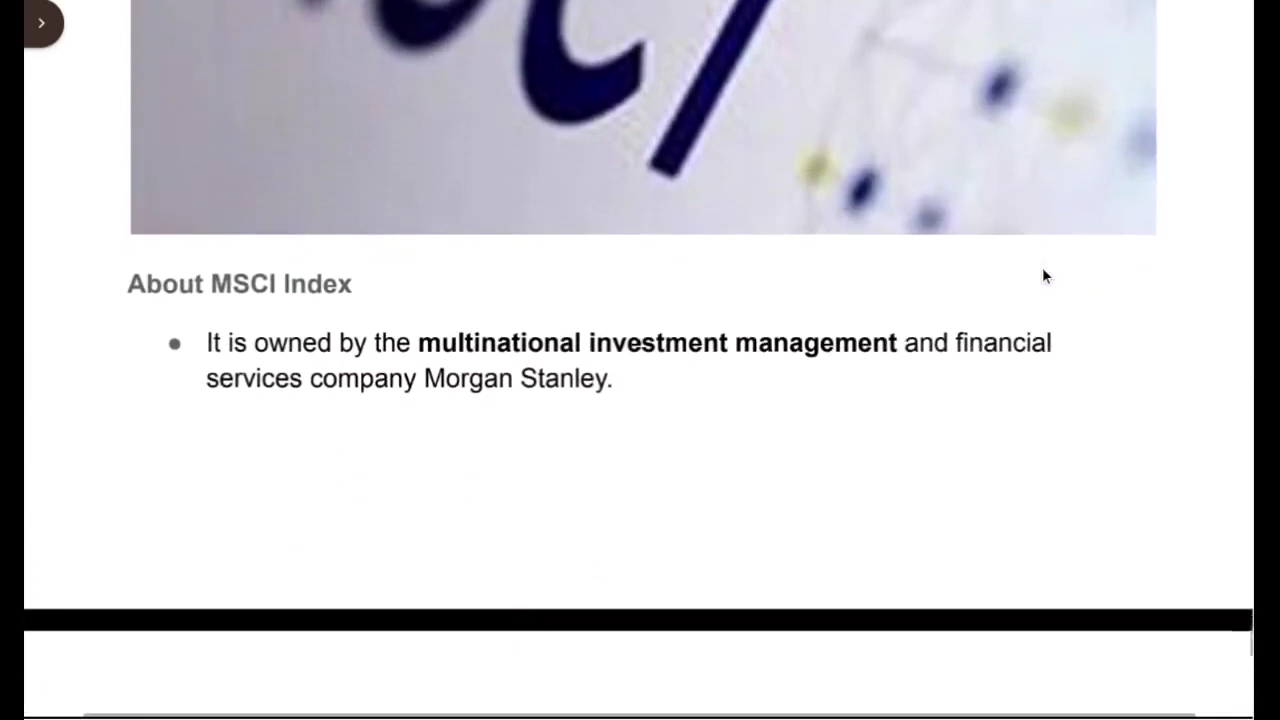 About MSCI Index
It is owned by the multinational investment management and financial
services company Morgan Stanley.